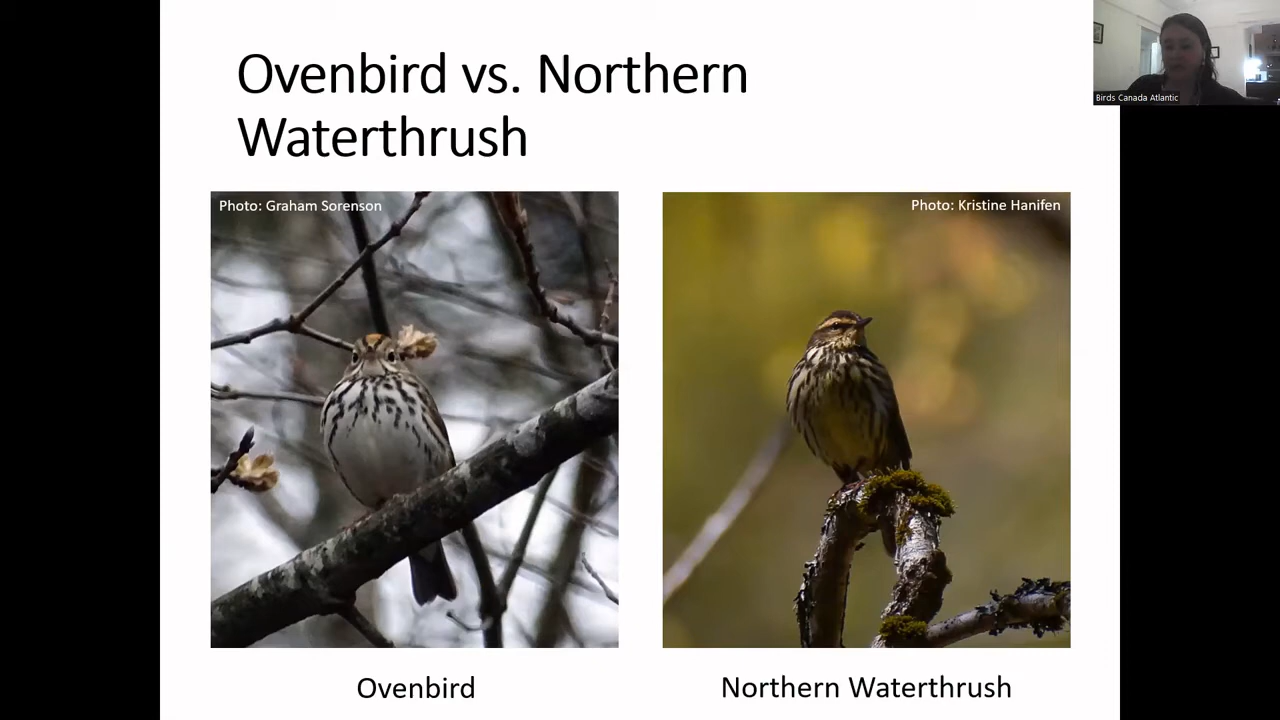 Ovenbird vs. Northern
Waterthrush
Birds Canada Atlantic
Photo: Graham Sorenson
Photo: Kristine Hanifen
Ovenbird
Northern Waterthrush